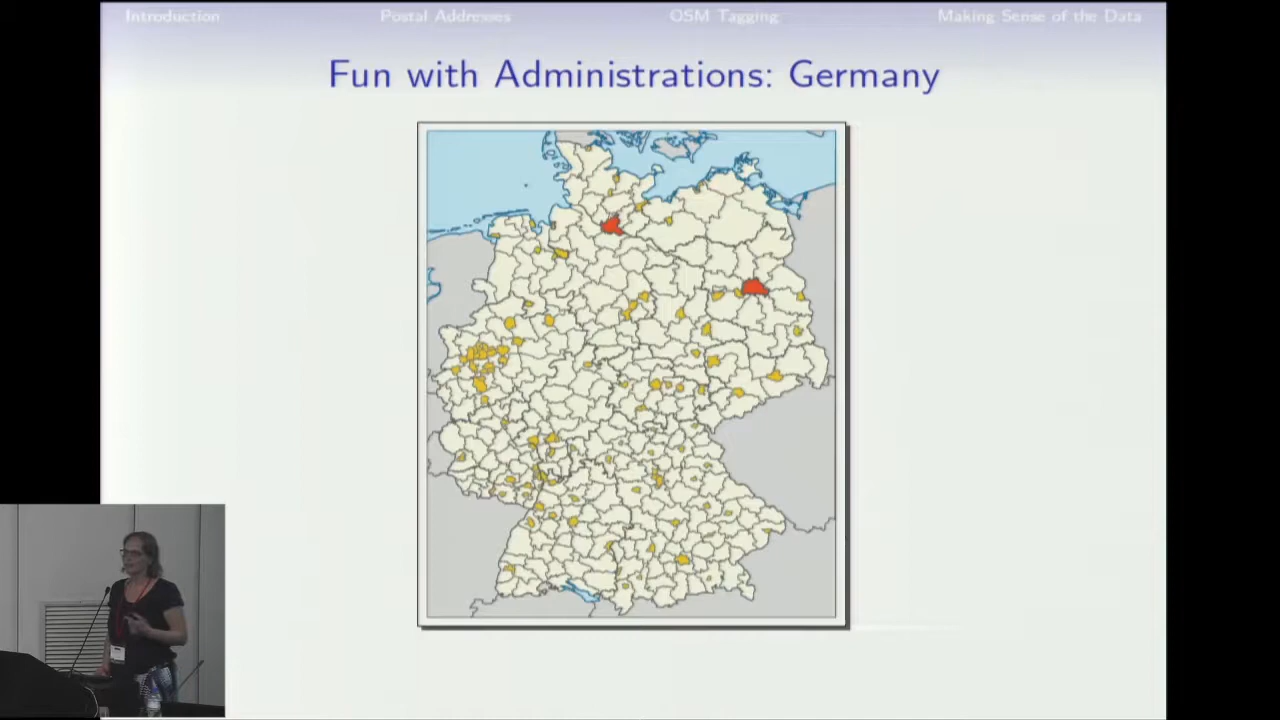 Introduction
Postal Addresses
OSM Tagging
Making Sense of the Data
Fun with Administrations: Germany